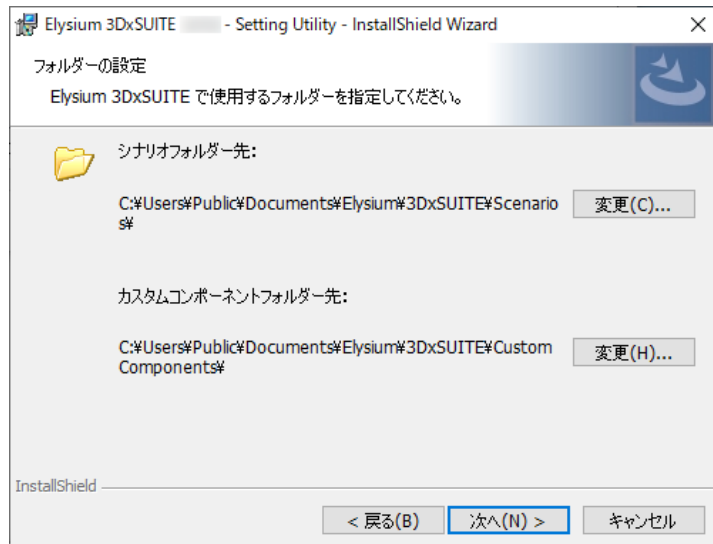 Elysium 3DxSUITE - Setting Utility - InstallShield Wizard
フォルダーの設定
Elysium 3DxSUITE で使用するフォルダーを指定してください。
シナリオフォルダー先:
C:¥Users¥Public¥Documents¥Elysium¥3DxSUITE¥Scenario
s¥
変更(C)...
カスタムコンポーネントフォルダー先:
C:¥Users¥Public¥Documents¥Elysium¥3DxSUITE¥Custom
Components¥
変更(H)...
InstallShield
< 戻る(B)
次へ(N) >
キャンセル